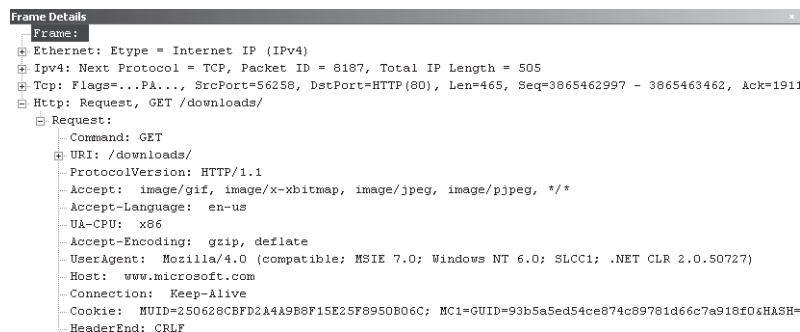 Frame Details
Frame:
Ethernet: Etype = Internet IP (IPv4)
Ipv4: Next Protocol = TCP, Packet ID = 8187, Total IP Length = 505
Tcp: Flags=...PA..., SrcPort=56258, DstPort=HTTP(80), Len=465, Seq=3865462997 - 3865463462, Ack=1911
Http: Request, GET /downloads/
Request:
Command: GET
URI: /downloads/
ProtocolVersion: HTTP/1.1
Accept: image/gif, image/x-xbitmap, image/jpeg, image/pjpeg, */*
Accept-Language: en-us
UA-CPU: x86
Accept-Encoding: gzip, deflate
UserAgent: Mozilla/4.0 (compatible; MSIE 7.0; Windows NT 6.0; SLCC1; .NET CLR 2.0.50727)
Host: www.microsoft.com
Connection: Keep-Alive
Cookie: MUID=250628CBFD2A4A9B8F15E25F8950B06C; MC1=GUID=93b5a5ed54ce874c89781d66c7a918f0&HASH=
HeaderEnd: CRLF